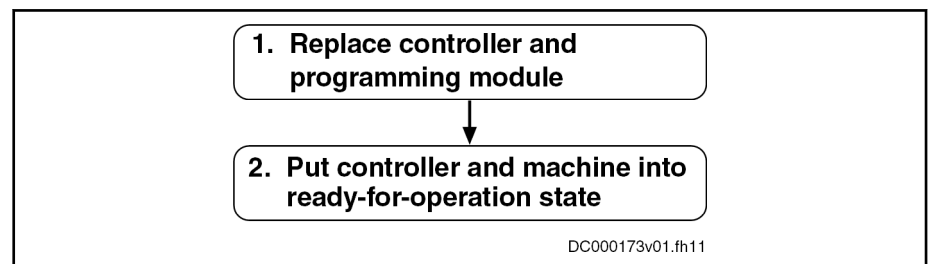 1. Replace controller and
programming module
2. Put controller and machine into
ready-for-operation state
DC000173v01.fh11